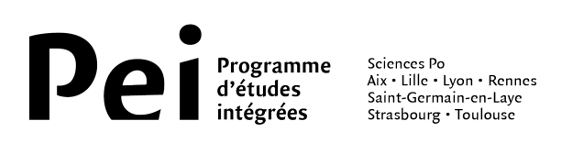 Pei
Programme
d'études
intégrées
Sciences Po
Aix • Lille • Lyon • Rennes
Saint-Germain-en-Laye
Strasbourg • Toulouse